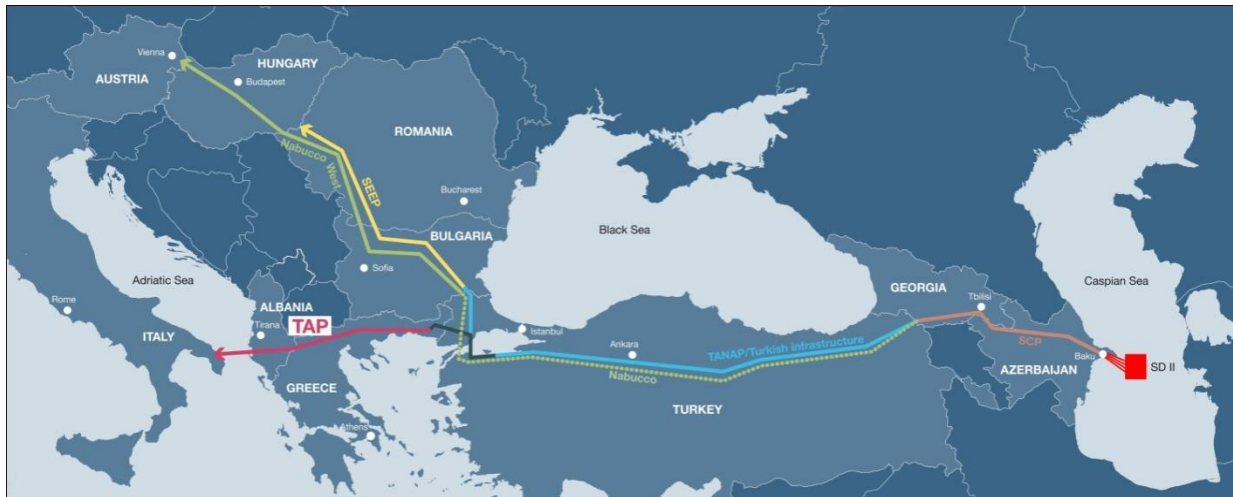 Vienna
AUSTRIA
HUNGARY
Budapest
ROMANIA
Nabucco West
SEEP
Bucharest
BULGARIA
Sofia
Black Sea
Adriatic Sea
Rome
ITALY
ALBANIA
Tirana
TAP
GREECE
Athens
Istanbul
Ankara
TANAP/Turkish infrastructure
Nabucco
TURKEY
GEORGIA
Tbilisi
Caspian Sea
SCP
Baku
AZERBAIJAN
SD II